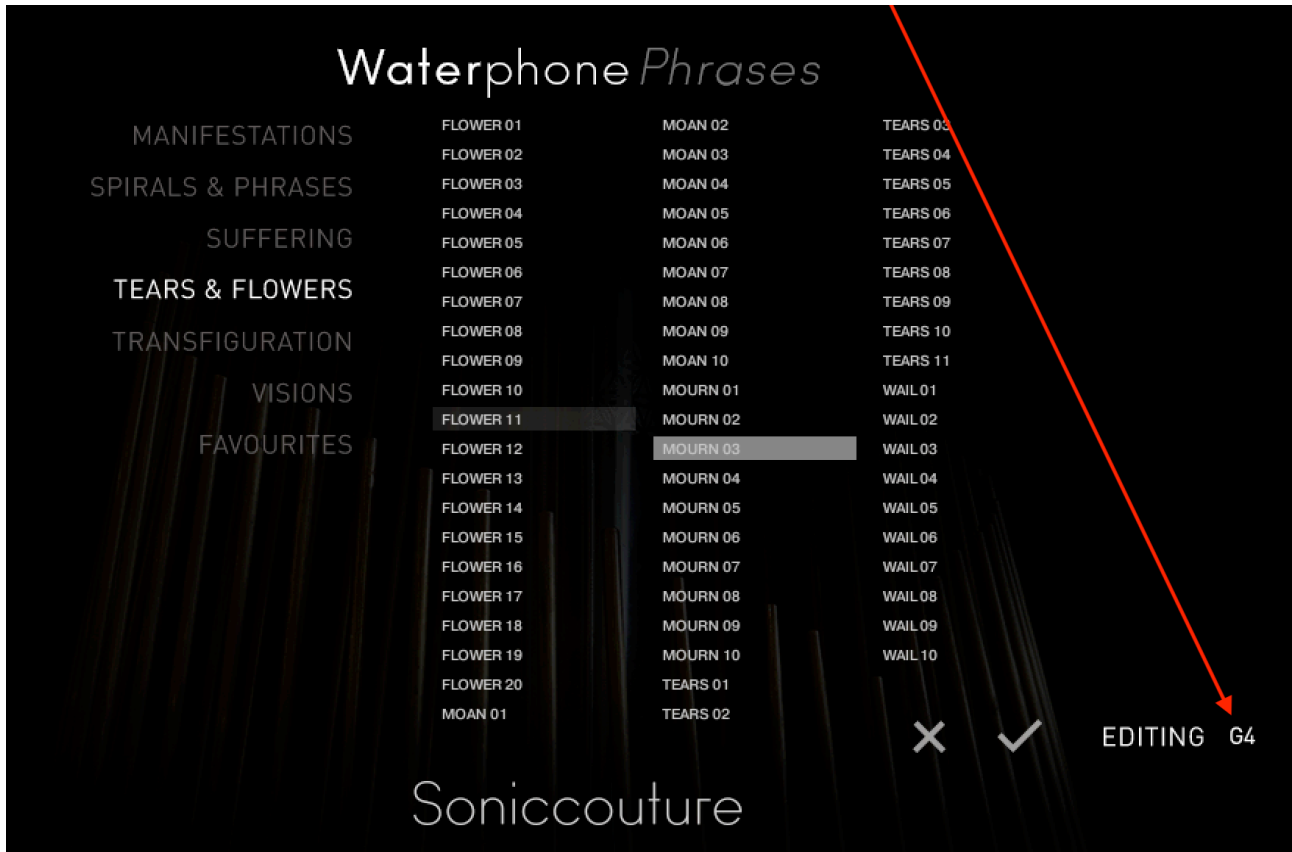 Waterphone Phrases
MANIFESTATIONS
SPIRALS & PHRASES
SUFFERING
TEARS & FLOWERS
TRANSFIGURATION
VISIONS
FAVOURITES
FLOWER 01
FLOWER 02
FLOWER 03
FLOWER 04
FLOWER 05
FLOWER 06
FLOWER 07
FLOWER 08
FLOWER 09
FLOWER 10
FLOWER 11
FLOWER 12
FLOWER 13
FLOWER 14
FLOWER 15
FLOWER 16
FLOWER 17
FLOWER 18
FLOWER 19
FLOWER 20
MOAN 01
MOAN 02
MOAN 03
MOAN 04
MOAN 05
MOAN 06
MOAN 07
MOAN 08
MOAN 09
MOAN 10
MOURN 01
MOURN 02
MOURN 03
MOURN 04
MOURN 05
MOURN 06
MOURN 07
MOURN 08
MOURN 09
MOURN 10
TEARS 01
TEARS 02
TEARS 03
TEARS 04
TEARS 05
TEARS 06
TEARS 07
TEARS 08
TEARS 09
TEARS 10
TEARS 11
WAIL 01
WAIL 02
WAIL 03
WAIL 04
WAIL 05
WAIL 06
WAIL 07
WAIL 08
WAIL 09
WAIL 10
EDITING G4
Soniccouture